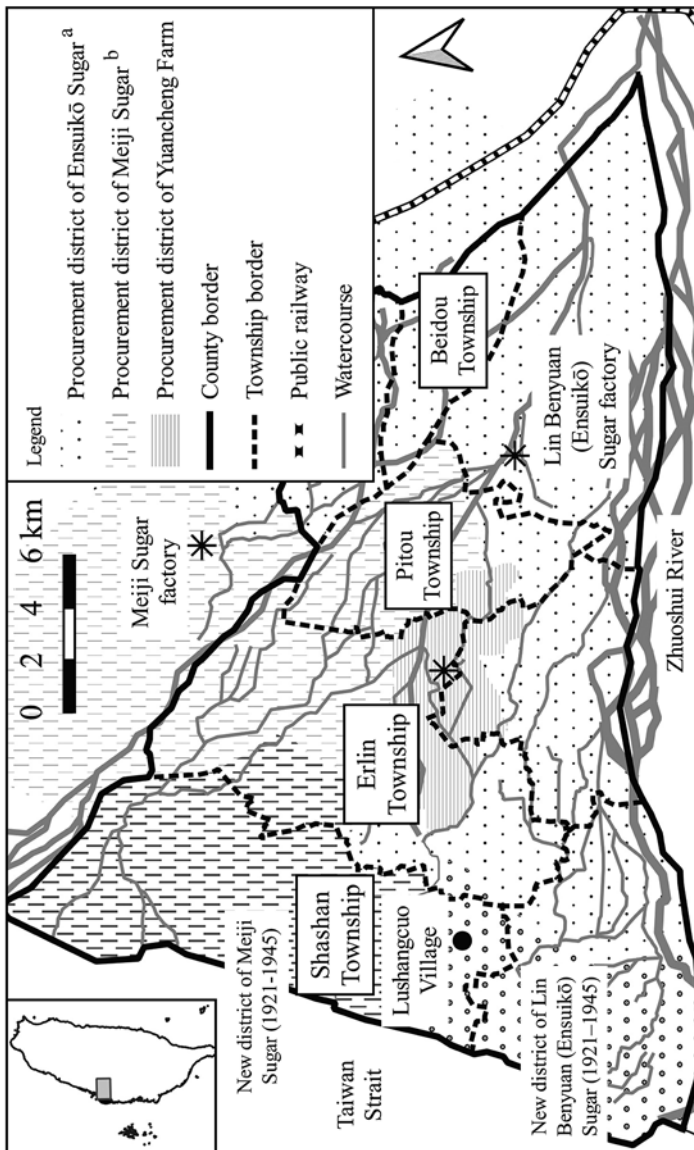 Legend
Procurement district of Ensuikō Sugar a
Procurement district of Meiji Sugar b
Procurement district of Yuancheng Farm
County border
Township border
Public railway
Watercourse
0 2 4 6 km
Meiji Sugar
factory
Beidou
Township
Pitou
Township
Lin Benyuan
(Ensuikō)
Sugar factory
Erlin
Township
Zhuoshui River
Shashan
Township
Lushangcuo
Village
New district of Meiji
Sugar (1921-1945)
Taiwan
Strait
New district of Lin
Benyuan (Ensuikō)
Sugar (1921–1945)